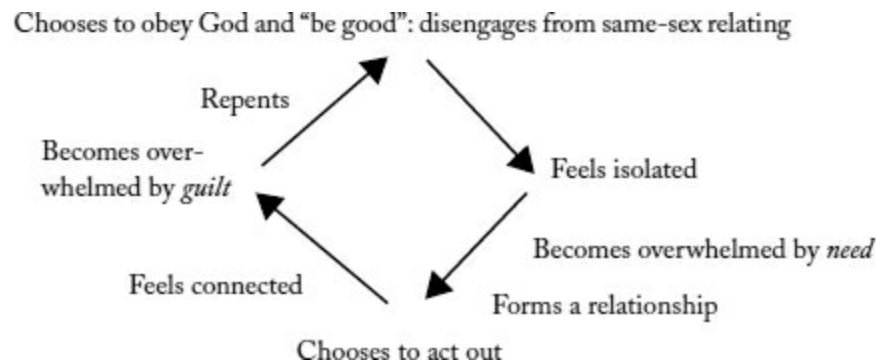 Chooses to obey God and “be good”: disengages from same-sex relating
Repents
Becomes over-
whelmed by guilt
Feels isolated
Becomes overwhelmed by need
Feels connected
Forms a relationship
Chooses to act out